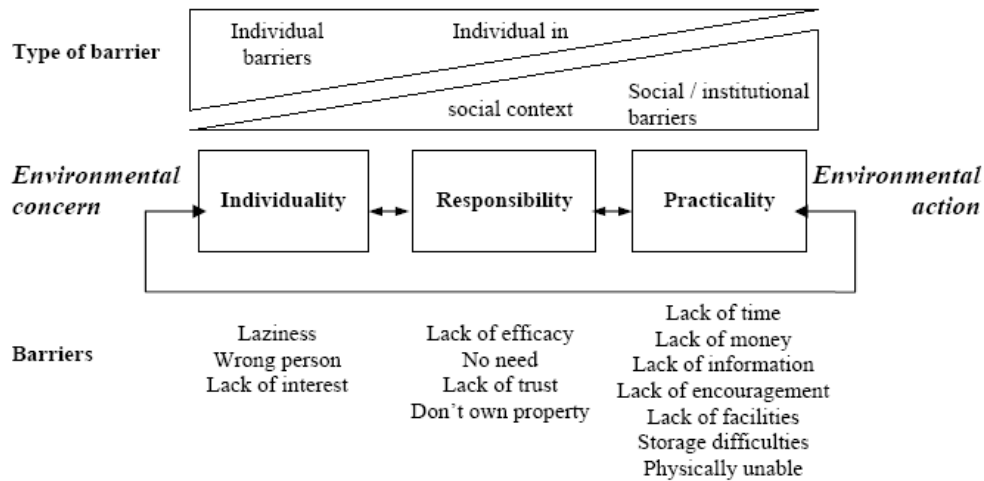 Type of barrier
Individual
barriers
Individual in
social context
Social / institutional
barriers
Environmental
concern
Individuality
Responsibility
Practicality
Environmental
action
Barriers
Laziness
Wrong person
Lack of interest
Lack of efficacy
No need
Lack of trust
Don't own property
Lack of time
Lack of money
Lack of information
Lack of encouragement
Lack of facilities
Storage difficulties
Physically unable